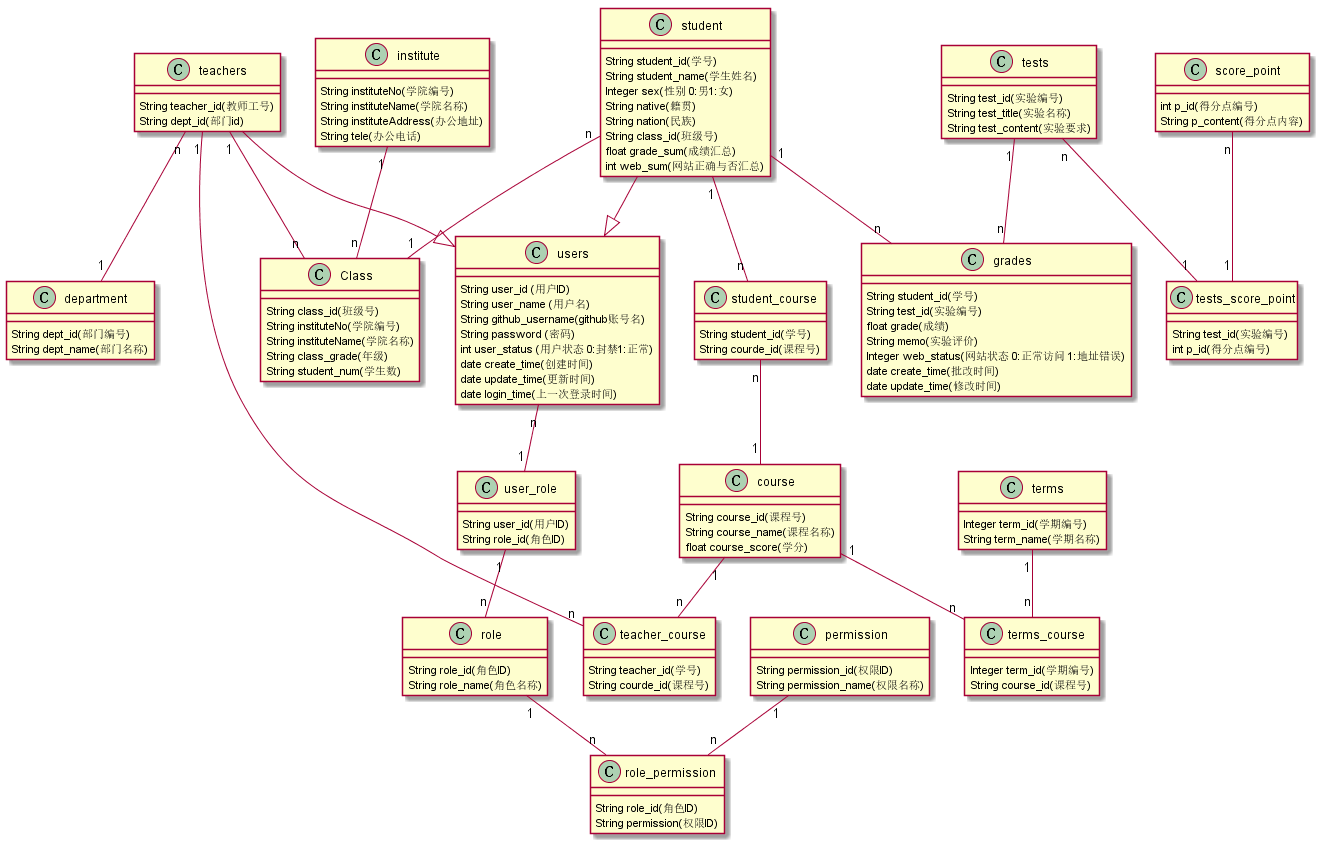 C student
String student_id(学号)
String student_name(学生姓名)
Integer sex(性别 0:男1:女)
String native(籍贯)
String nation(民族)
String class_id(班级号)
float grade_sum(成绩汇总)
int web_sum(网站正确与否汇总)
C institute
String instituteNo(学院编号)
String instituteName(学院名称)
String instituteAddress(办公地址)
String tele(办公电话)
C teachers
String teacher_id(教师工号)
String dept_id(部门id)
C tests
String test_id(实验编号)
String test_title(实验名称)
String test_content(实验要求)
C score_point
int p_id(得分点编号)
String p_content(得分点内容)
n
1
1
n
1
n
1
1
1
n
n
1
n
n
1
n
n
n
1
1
C department
String dept_id(部门编号)
String dept_name(部门名称)
C Class
String class_id(班级号)
String instituteNo(学院编号)
String instituteName(学院名称)
String class_grade(年级)
String student_num(学生数)
C users
String user_id (用户ID)
String user_name (用户名)
String github_username(github账号名)
String password (密码)
int user_status (用户状态 0:封禁1:正常)
date create_time(创建时间)
date update_time(更新时间)
date login_time(上一次登录时间)
C student_course
String student_id(学号)
String courde_id(课程号)
C grades
String student_id(学号)
String test_id(实验编号)
float grade(成绩)
String memo(实验评价)
Integer web_status(网站状态 0:正常访问 1:地址错误)
date create_time(批改时间)
date update_time(修改时间)
C tests_score_point
String test_id(实验编号)
int p_id(得分点编号)
n
1
n
1
C user_role
String user_id(用户ID)
String role_id(角色ID)
C course
String course_id(课程号)
String course_name(课程名称)
float course_score(学分)
C terms
Integer term_id(学期编号)
String term_name(学期名称)
1
n
1
n
n
1
n
1
n
C role
String role_id(角色ID)
String role_name(角色名称)
C teacher_course
String teacher_id(学号)
String courde_id(课程号)
C permission
String permission_id(权限ID)
String permission_name(权限名称)
C terms_course
Integer term_id(学期编号)
String course_id(课程号)
1
n
1
n
C role_permission
String role_id(角色ID)
String permission(权限ID)